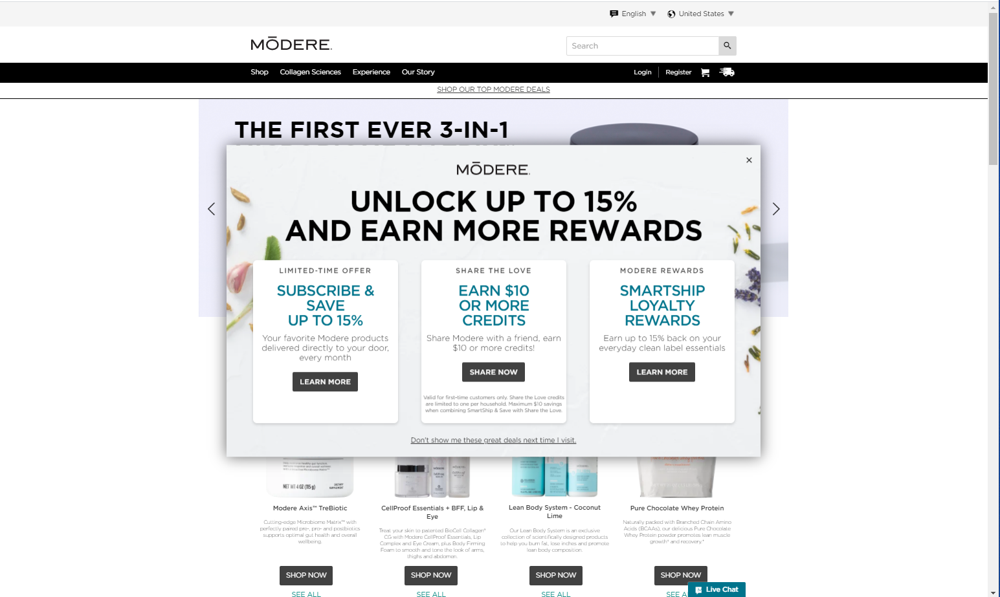 English
United States
MŌDERE.
Search
Shop Collagen Sciences Experience Our Story
Login Register
SHOP OUR TOP MODERE DEALS
THE FIRST EVER 3-IN-1
MŌDERE.
UNLOCK UP TO 15%
AND EARN MORE REWARDS
LIMITED-TIME OFFER
SUBSCRIBE &
SAVE
UP TO 15%
Your favorite Modere products
delivered directly to your door,
every month
LEARN MORE
SHARE THE LOVE
EARN $10
OR MORE
CREDITS
Share Modere with a friend, earn
$10 or more credits!
SHARE NOW
Valid for first-time customers only. Share the Love credits
are limited to one per household. Maximum $10 savings
when combining SmartShip & Save with Share the Love.
MODERE REWARDS
SMARTSHIP
LOYALTY
REWARDS
Earn up to 15% back on your
everyday clean label essentials
LEARN MORE
Don't show me these great deals next time I visit.
NET WT 4 OZ (115 g)
Modere Axis™ TreBiotic
Cutting-edge Microbiome Matrix™ with
perfectly paired pre-, pro- and postbiotics
supports optimal gut health and overall
wellbeing.
SHOP NOW
SEE ALL
CellProof Essentials + BFF, Lip &
Eye
Treat your skin to patented BioCell Collagen®
CG with Modere CellProof Essentials, Lip
Complex and Eye Cream, plus Body Firming
Foam to smooth and tone the look of arms,
thighs and abdomen.
SHOP NOW
SEE ALL
Lean Body System - Coconut
Lime
Our Lean Body System is an exclusive
collection of scientifically designed products
to help you burn fat, lose inches and promote
lean body composition.
SHOP NOW
SEE ALL
Pure Chocolate Whey Protein
Naturally packed with Branched Chain Amino
Acids (BCAAs), our delicious Pure Chocolate
Whey Protein powder promotes lean muscle
growth† and recovery.*
SHOP NOW
Live Chat